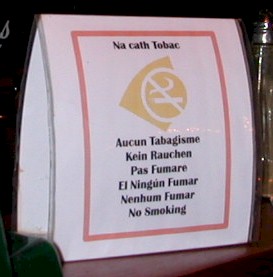 Na cath Tobac
Aucun Tabagisme
Kein Rauchen
Pas Fumare
El Ningún Fumar
Nenhum Fumar
No Smoking